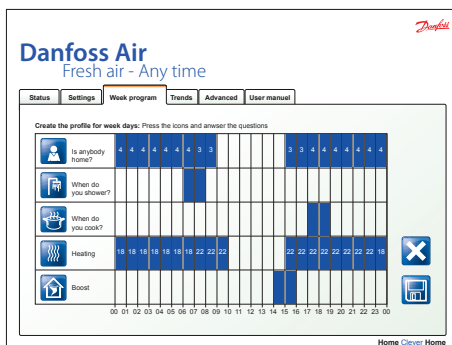 Danfoss
Danfoss Air
Fresh air - Any time
Status Settings Week program Trends Advanced User manuel
Create the profile for week days: Press the icons and anwser the questions
Is anybody
home?
4 4 4 4 4 4 4 3 3 3 3 4 4 4 4 4 4 4
When do
you shower?
When do
you cook?
Heating
18 18 18 18 18 18 18 22 22 22 22 22 22 22 22 22 22 22 18
Boost
00 01 02 03 04 05 06 07 08 09 10 11 12 13 14 15 16 17 18 19 20 21 22 23 00
Home Clever Home